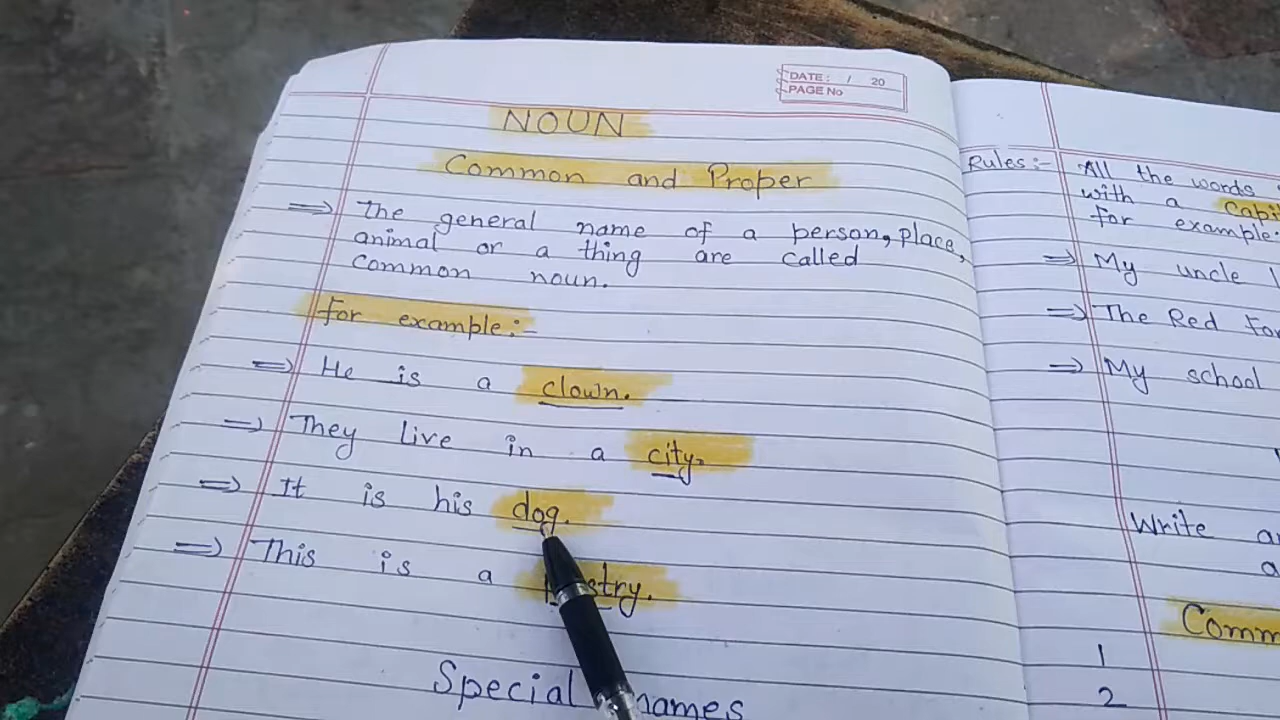 DATE: / 20
PAGE No
NOUN
Common and Proper
⇒ The general name of a person, place,
animal or a thing are called
common noun.
For example:-
⇒ He is a clown.
⇒ They live in a city.
⇒ It is his dog.
⇒ This is a
Special names
Rules:- All the words
with a
for example:
⇒ My uncle
⇒ The Red
⇒ My school
Write
1
2